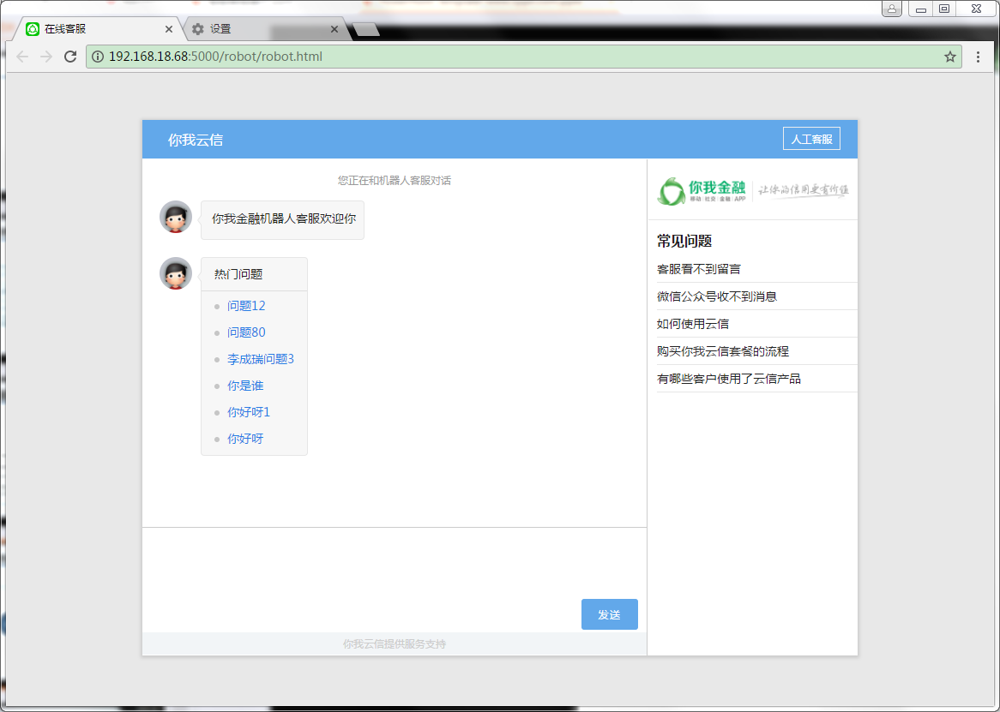 在线客服
设置
192.168.18.68:5000/robot/robot.html
你我云信
人工客服
您正在和机器人客服对话
你我金融机器人客服欢迎你
热门问题
问题12
问题80
李成瑞问题3
你是谁
你好呀1
你好呀
发送
你我云信提供服务支持
你我金融
移动 社交 金融 APP
让你的信用更有价值
常见问题
客服看不到留言
微信公众号收不到消息
如何使用云信
购买你我云信套餐的流程
有哪些客户使用了云信产品